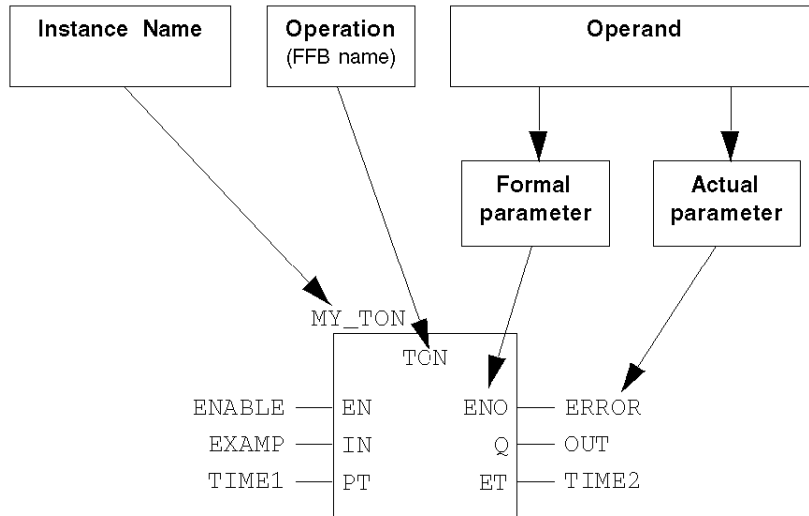 Instance Name
Operation
(FFB name)
Operand
Formal
parameter
Actual
parameter
MY_TON
TON
ENABLE EN ENO ERROR
EXAMP IN Q OUT
TIME1 PT ET TIME2